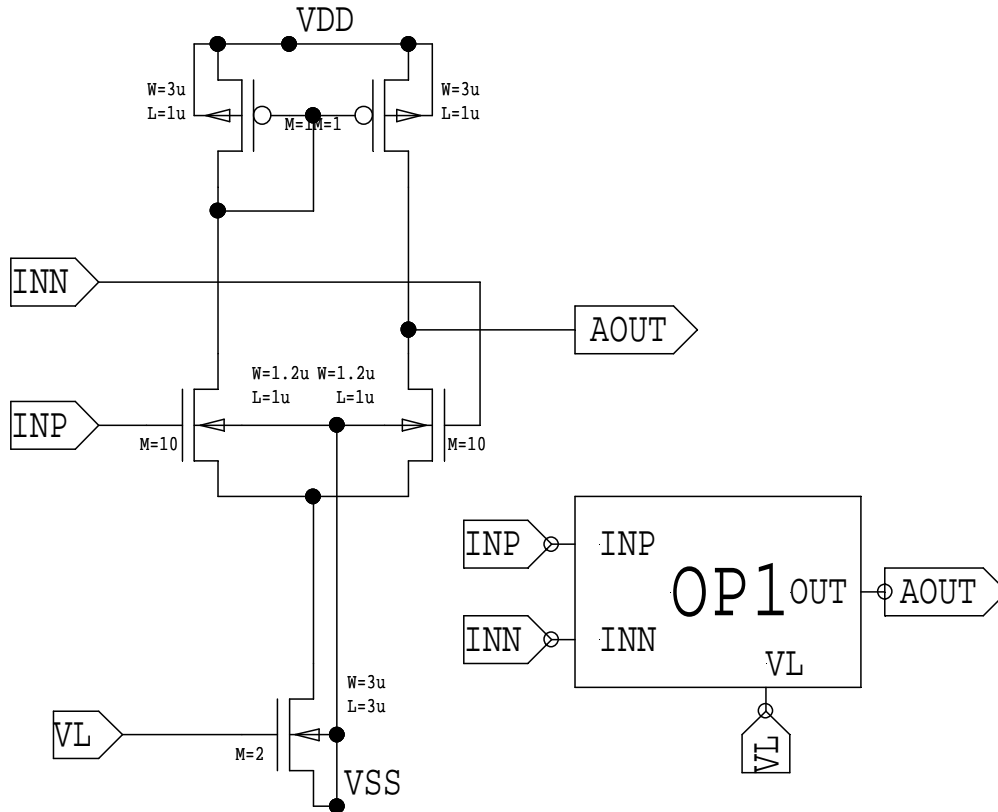 VDD
W=3u
L=1u
W=3u
L=1u
M=1
M=1
INN
AOUT
W=1.2u
L=1u
W=1.2u
L=1u
INP
M=10
M=10
INP
INP
OP1
OUT
AOUT
INN
INN
VL
W=3u
L=3u
VL
M=2
VL
VSS